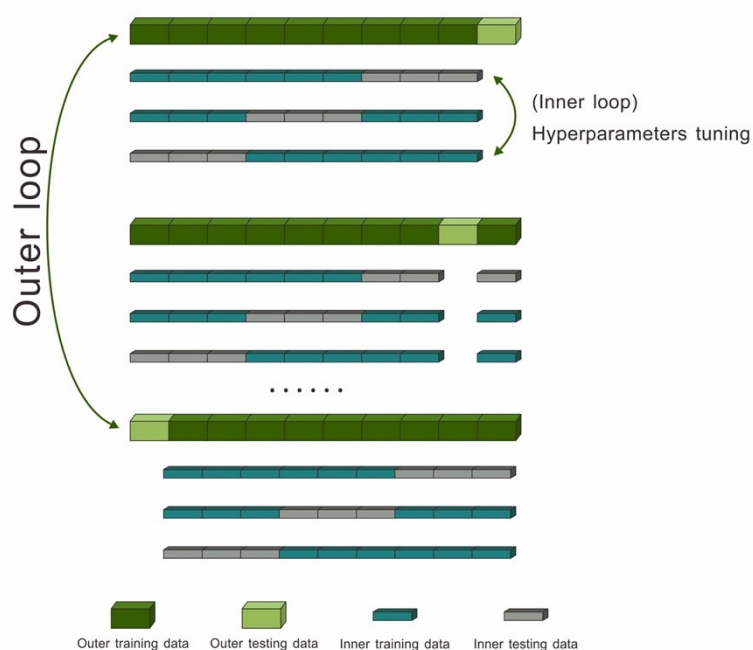 Outer loop
(Inner loop)
Hyperparameters tuning
......
Outer training data
Outer testing data
Inner training data
Inner testing data